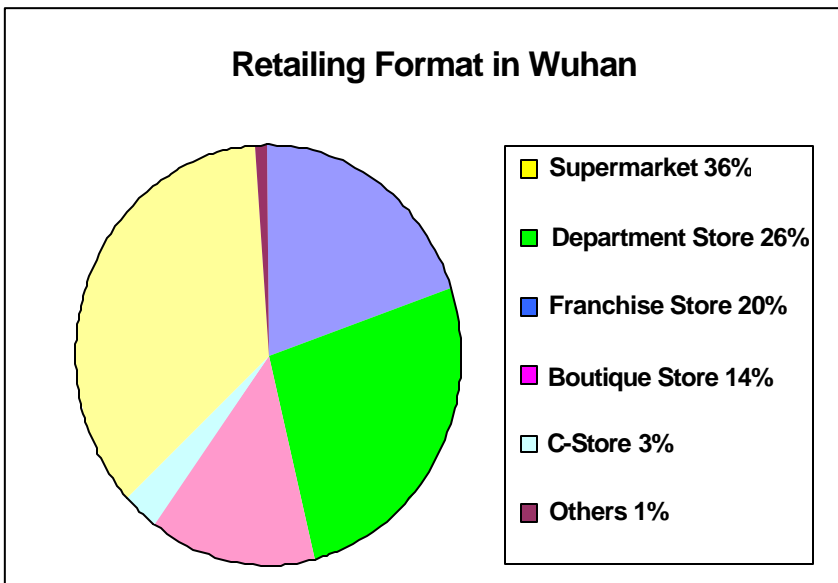 Retailing Format in Wuhan
Supermarket 36%
Department Store 26%
Franchise Store 20%
Boutique Store 14%
C-Store 3%
Others 1%